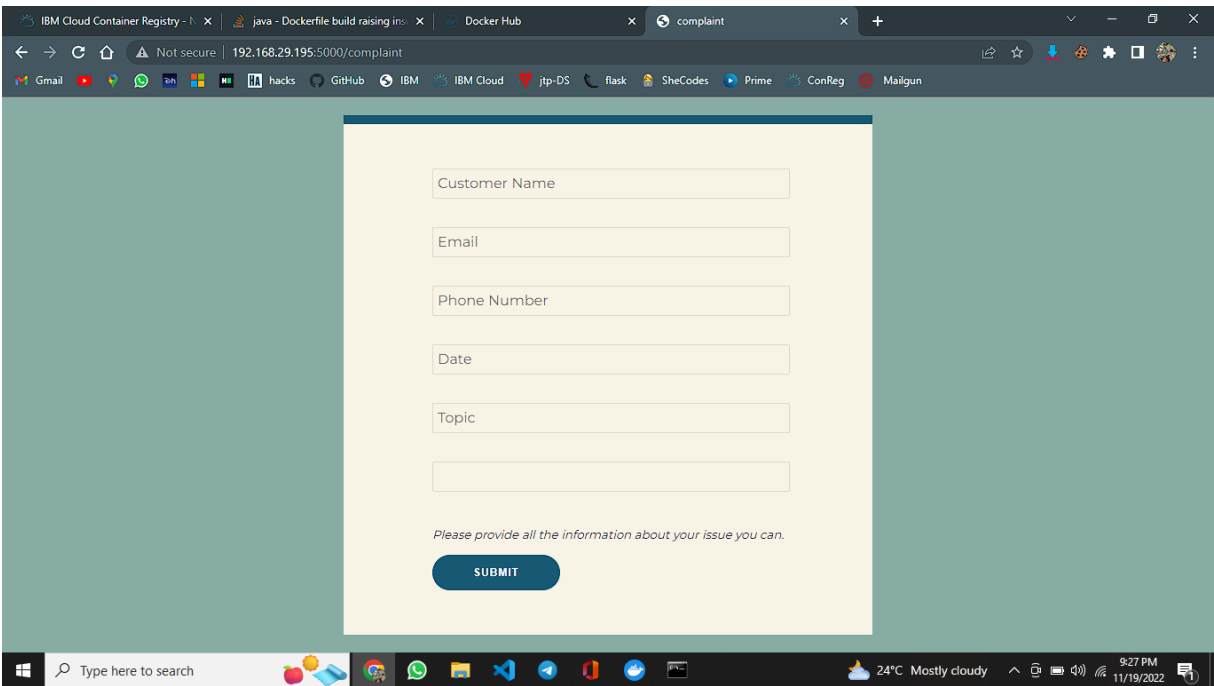 IBM Cloud Container Registry - N
java - Dockerfile build raising ins
Docker Hub
complaint
Not secure 192.168.29.195:5000/complaint
Gmail hacks GitHub IBM IBM Cloud jtp-DS flask SheCodes Prime ConReg Mailgun
Customer Name
Email
Phone Number
Date
Topic
Please provide all the information about your issue you can.
SUBMIT
Type here to search
24°C Mostly cloudy
9:27 PM
11/19/2022